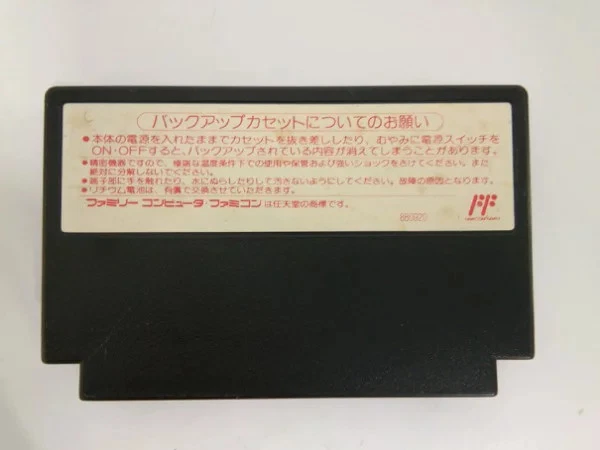 バックアップカセットについてのお願い
●本体の電源を入れたままでカセットを抜き差ししたり、むやみに電源スイッチを
ON・OFFすると、バックアップされている内容が消えてしまうことがあります。
●精密機器ですので、極端な温度条件下での使用や保管および強いショックをさけてください。また
絶対に分解しないでください。
●端子部に手を触れたり、水にぬらしたりして汚さないようにしてください。故障の原因となります。
●リチウム電池は、有償で交換させていただきます。
ファミリーコンピュータ・ファミコンは任天堂の商標です。